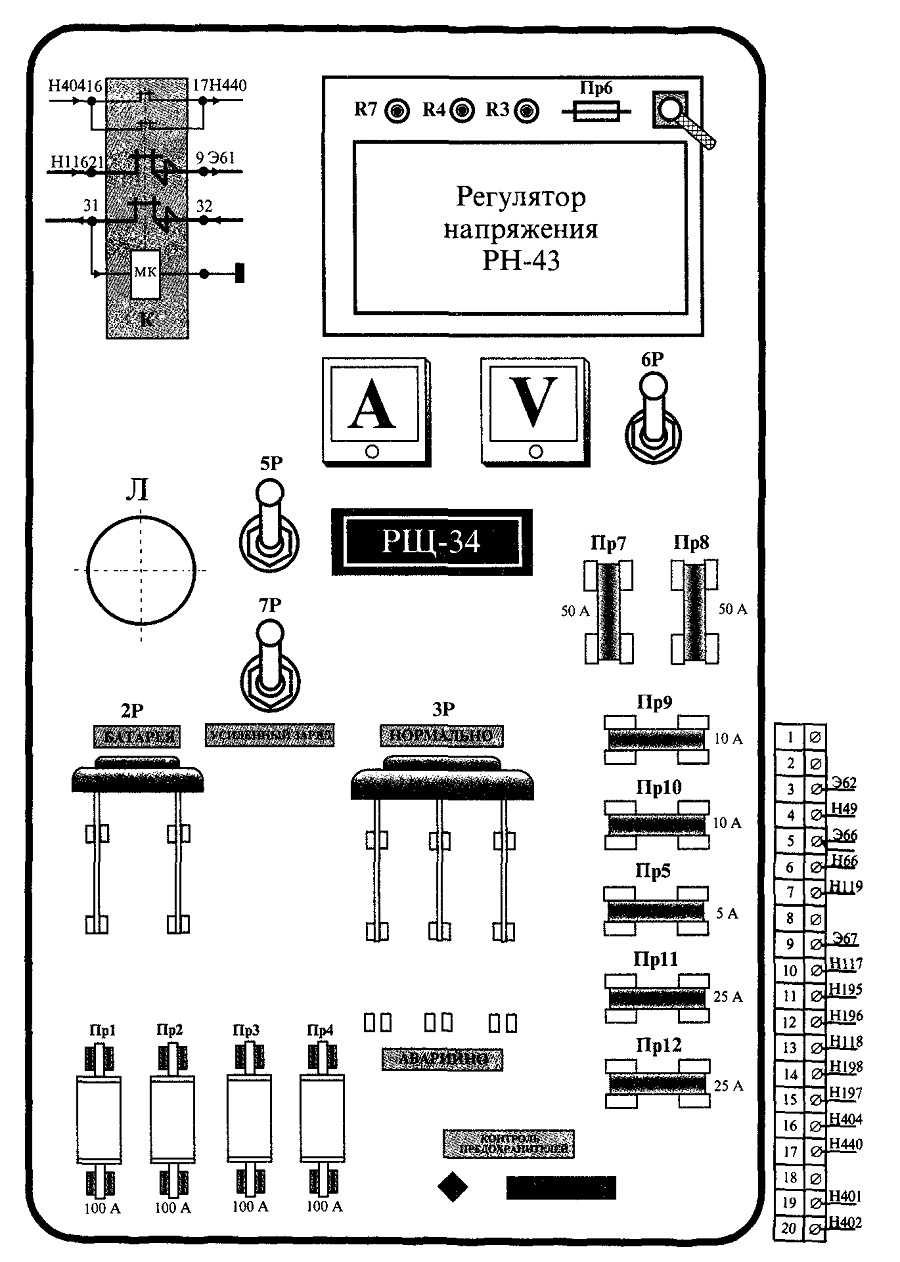 Н40416 17Н440
Н11621 9 Э61
31 32
МК
К
R7 R4 R3 Пр6
Регулятор
напряжения
РН-43
A V
6Р
5Р
Л
РЩ-34
7Р
Пр7 Пр8
50 А 50 А
2Р 3Р
БАТАРЕЯ УСИЛЕННЫЙ ЗАРЯД НОРМАЛЬНО
Пр9
10 А
Пр10
10 А
Пр5
5 А
Пр11
25 А
Пр12
25 А
АВАРИЙНО
Пр1 Пр2 Пр3 Пр4
100 А 100 А 100 А 100 А
КОНТРОЛЬ
ПРЕДОХРАНИТЕЛЕЙ
1
2
3 Э62
4 Н49
5 Э66
6 Н66
7 Н119
8
9 Э67
10 Н117
11 Н195
12 Н196
13 Н118
14 Н198
15 Н197
16 Н404
17 Н440
18
19 Н401
20 Н402